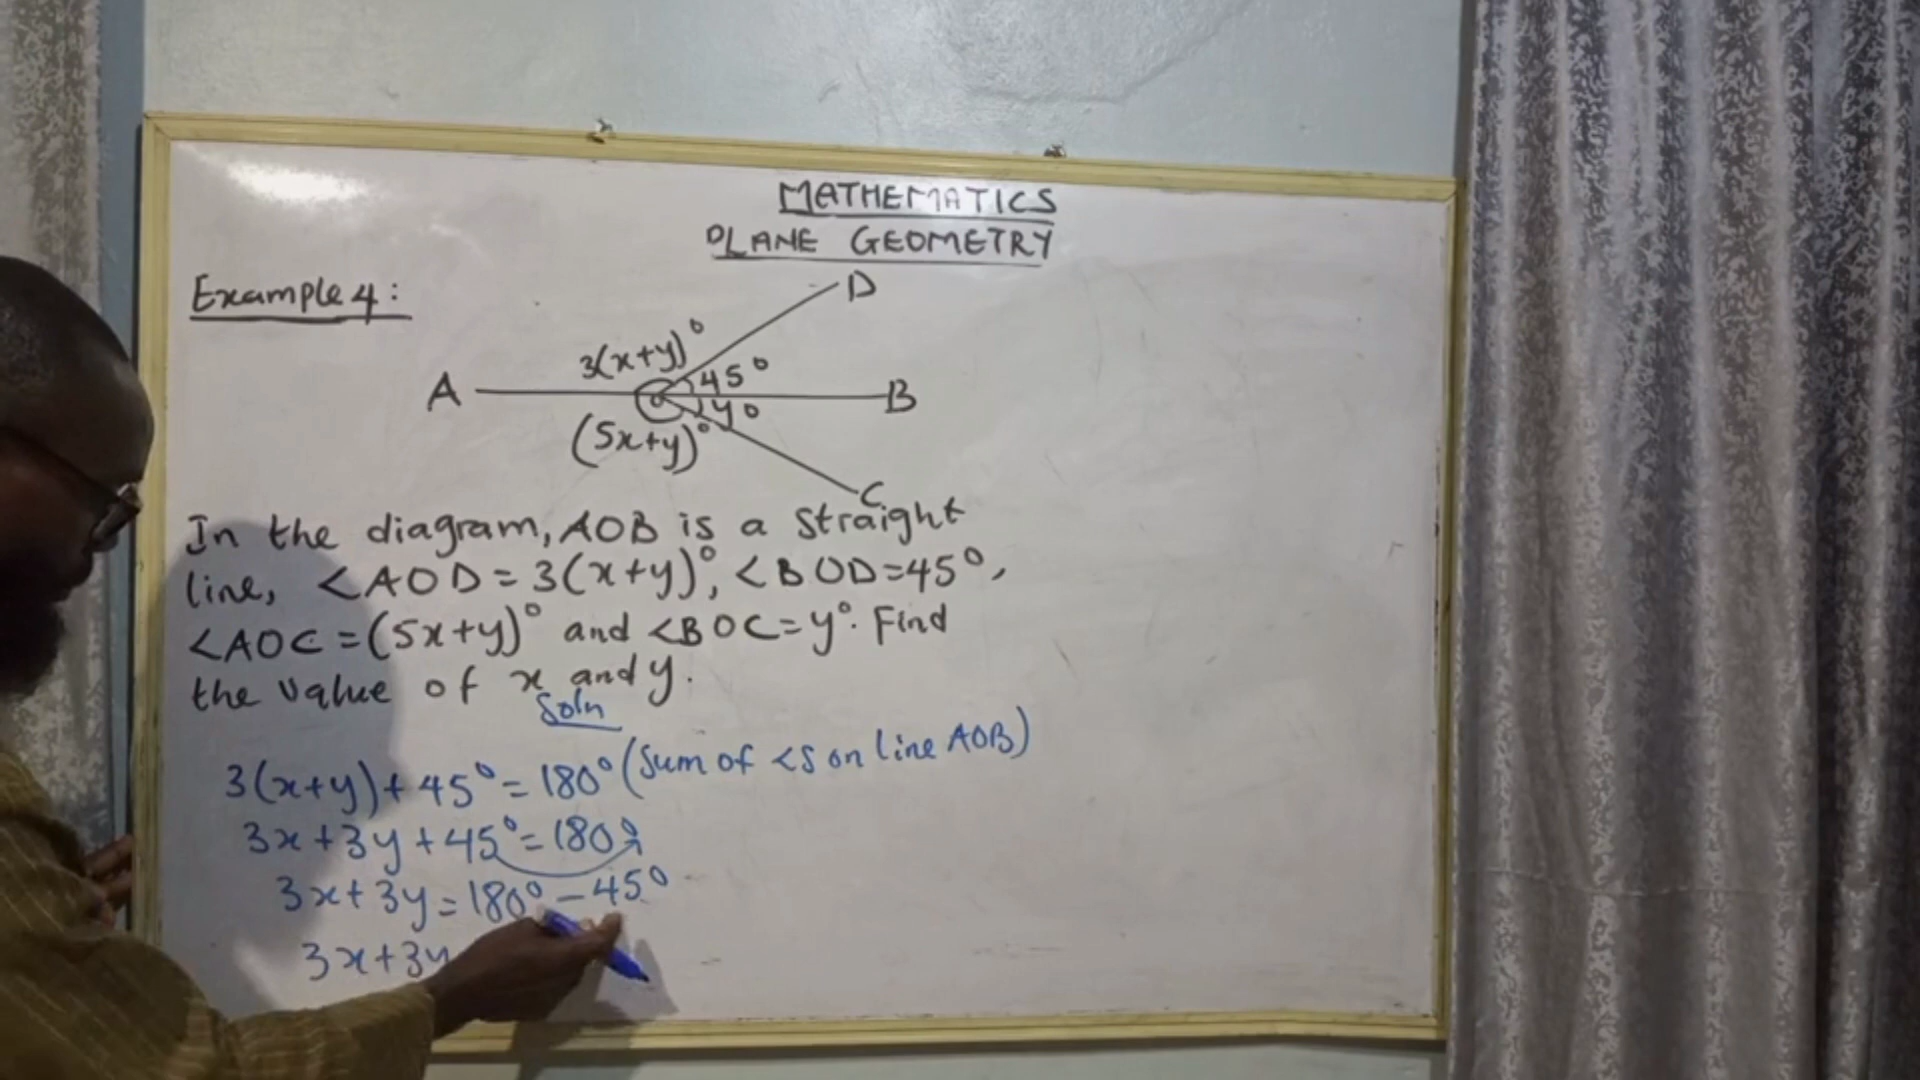 MATHEMATICS
PLANE GEOMETRY
Example 4:
D
3(x+y)°
45°
A
B
o
y°
(5x+y)°
C
In the diagram, AOB is a straight
line, <AOD = 3(x+y)°, <BOD=45°,
<AOC = (5x+y)° and <BOC = y°. Find
the value of x and y.
Soln
3(x+y)+45°=180° (Sum of <S on line AOB)
3x+3y+45°=180°
3x+3y=180°-45°
3x+3y